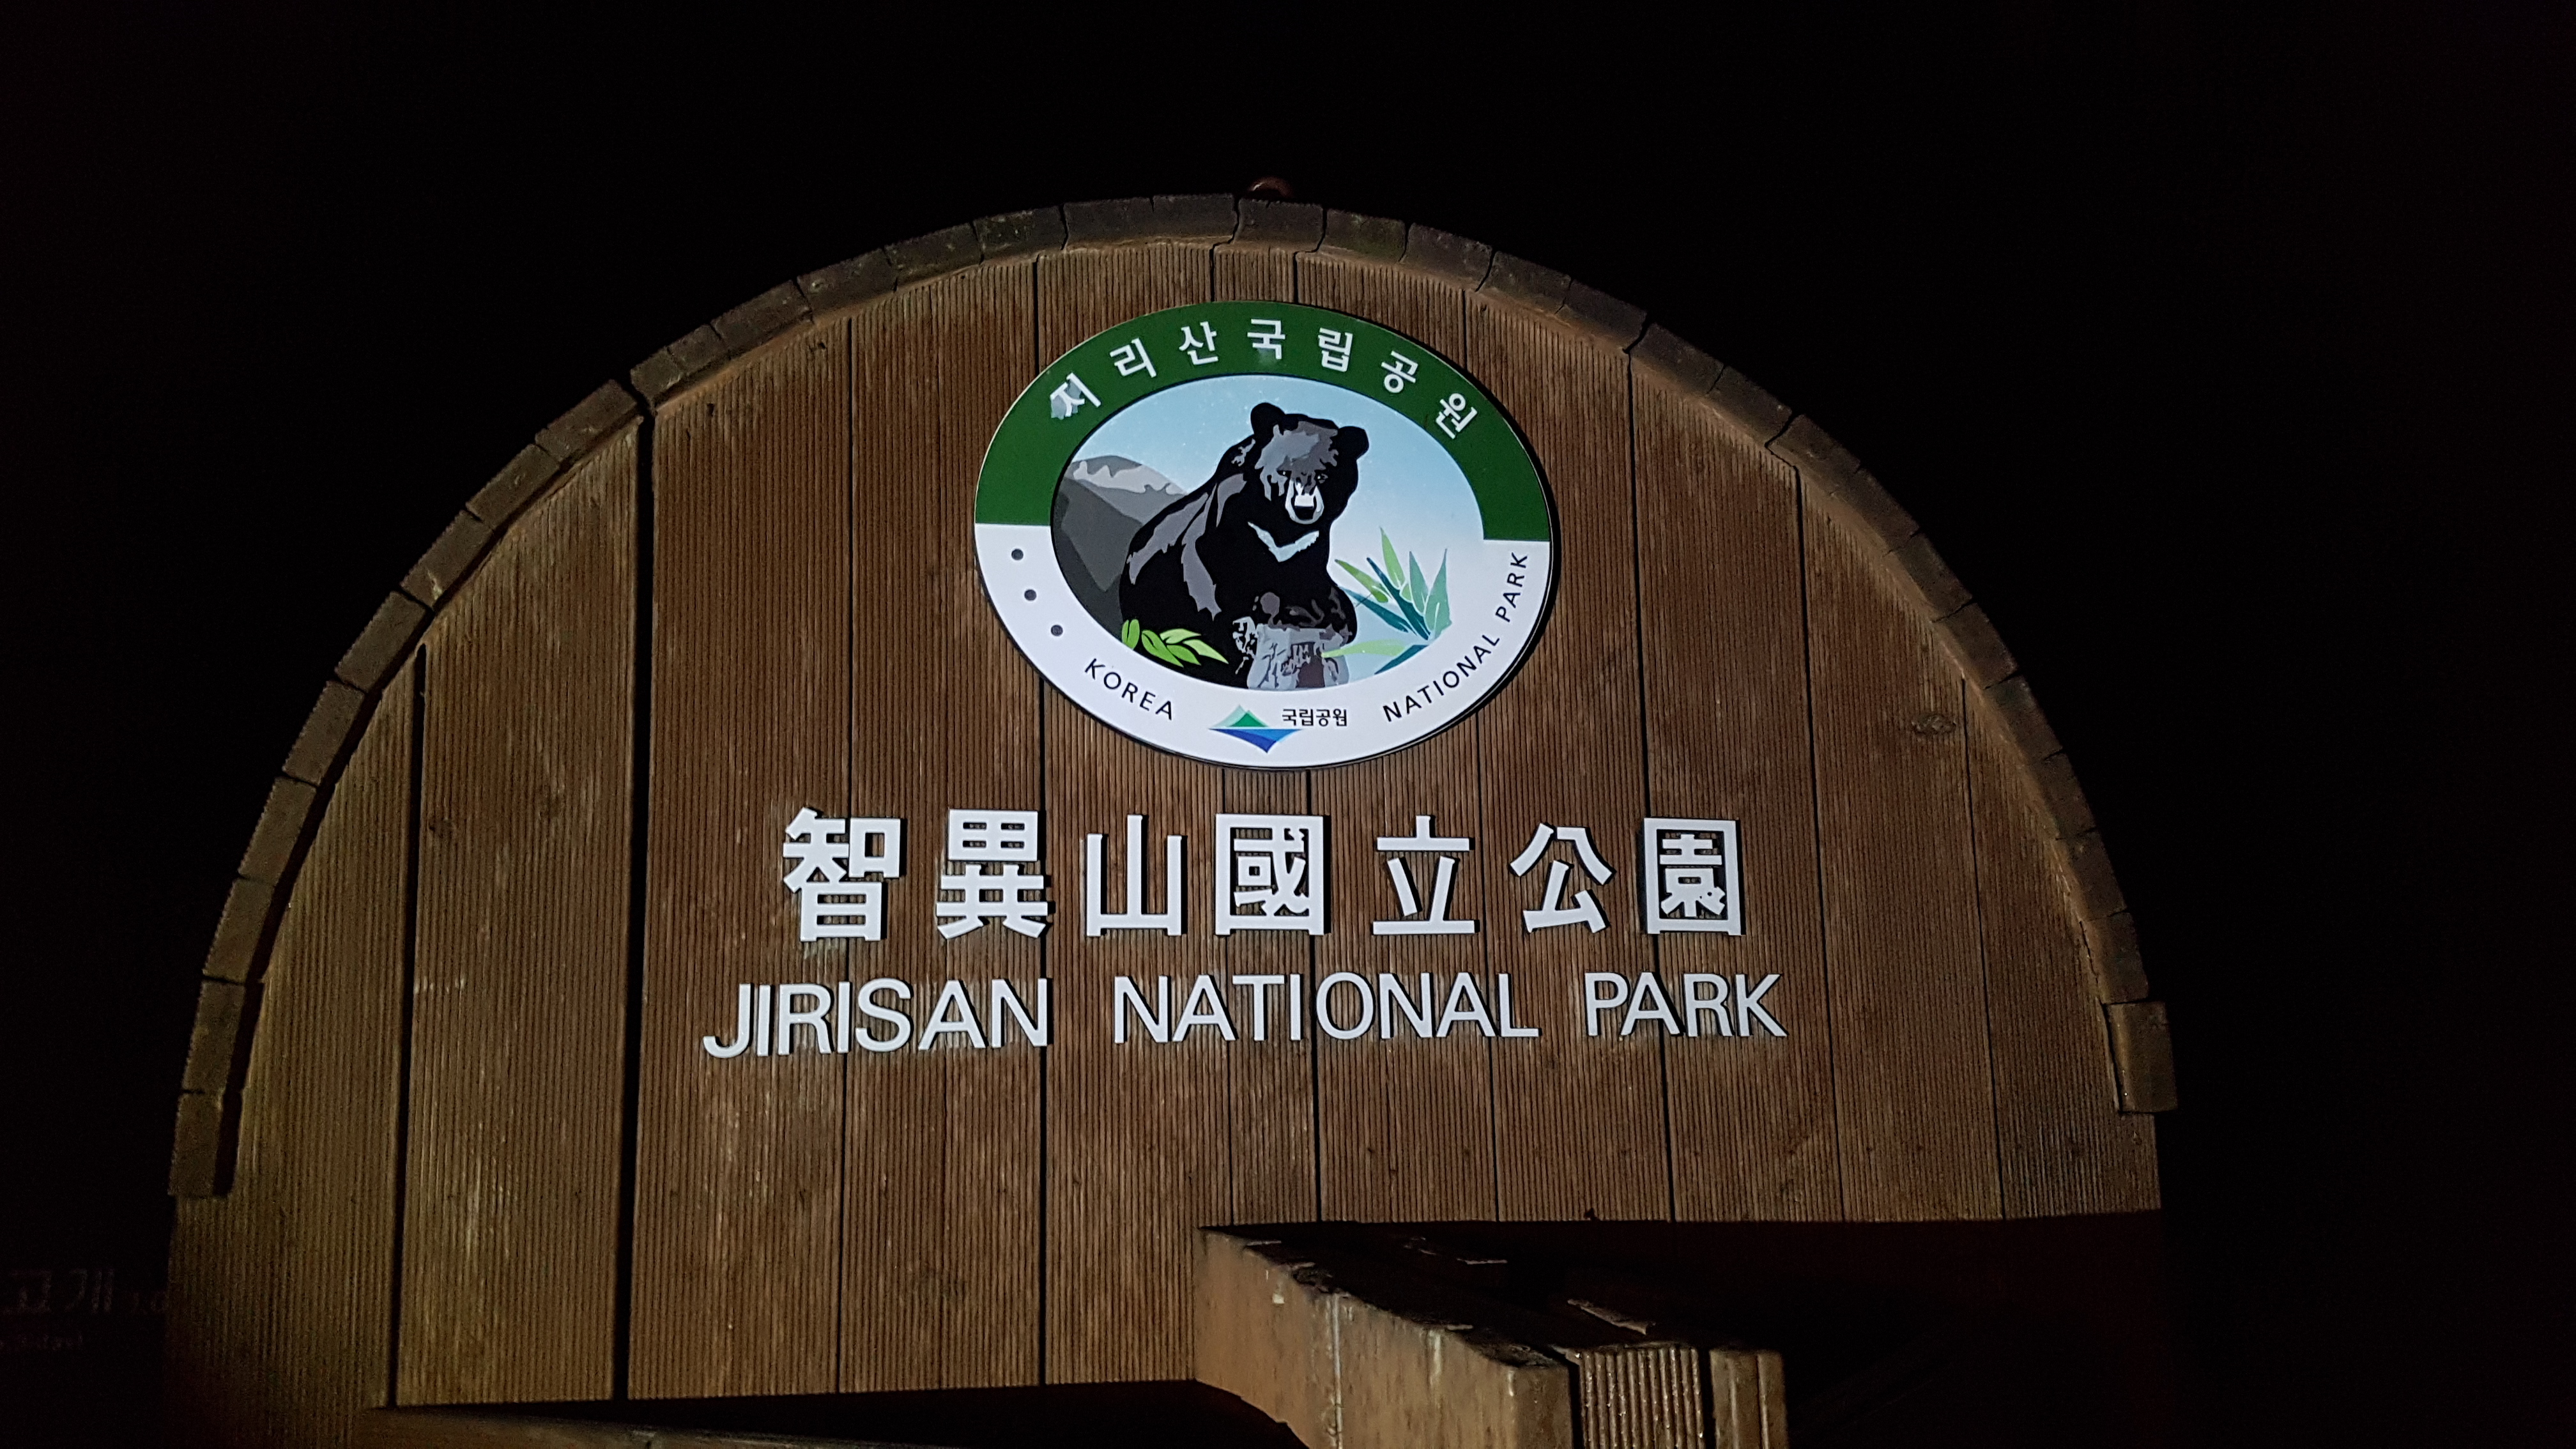 지리산국립공원
KOREA
국립공원
NATIONAL PARK
智異山國立公園
JIRISAN NATIONAL PARK